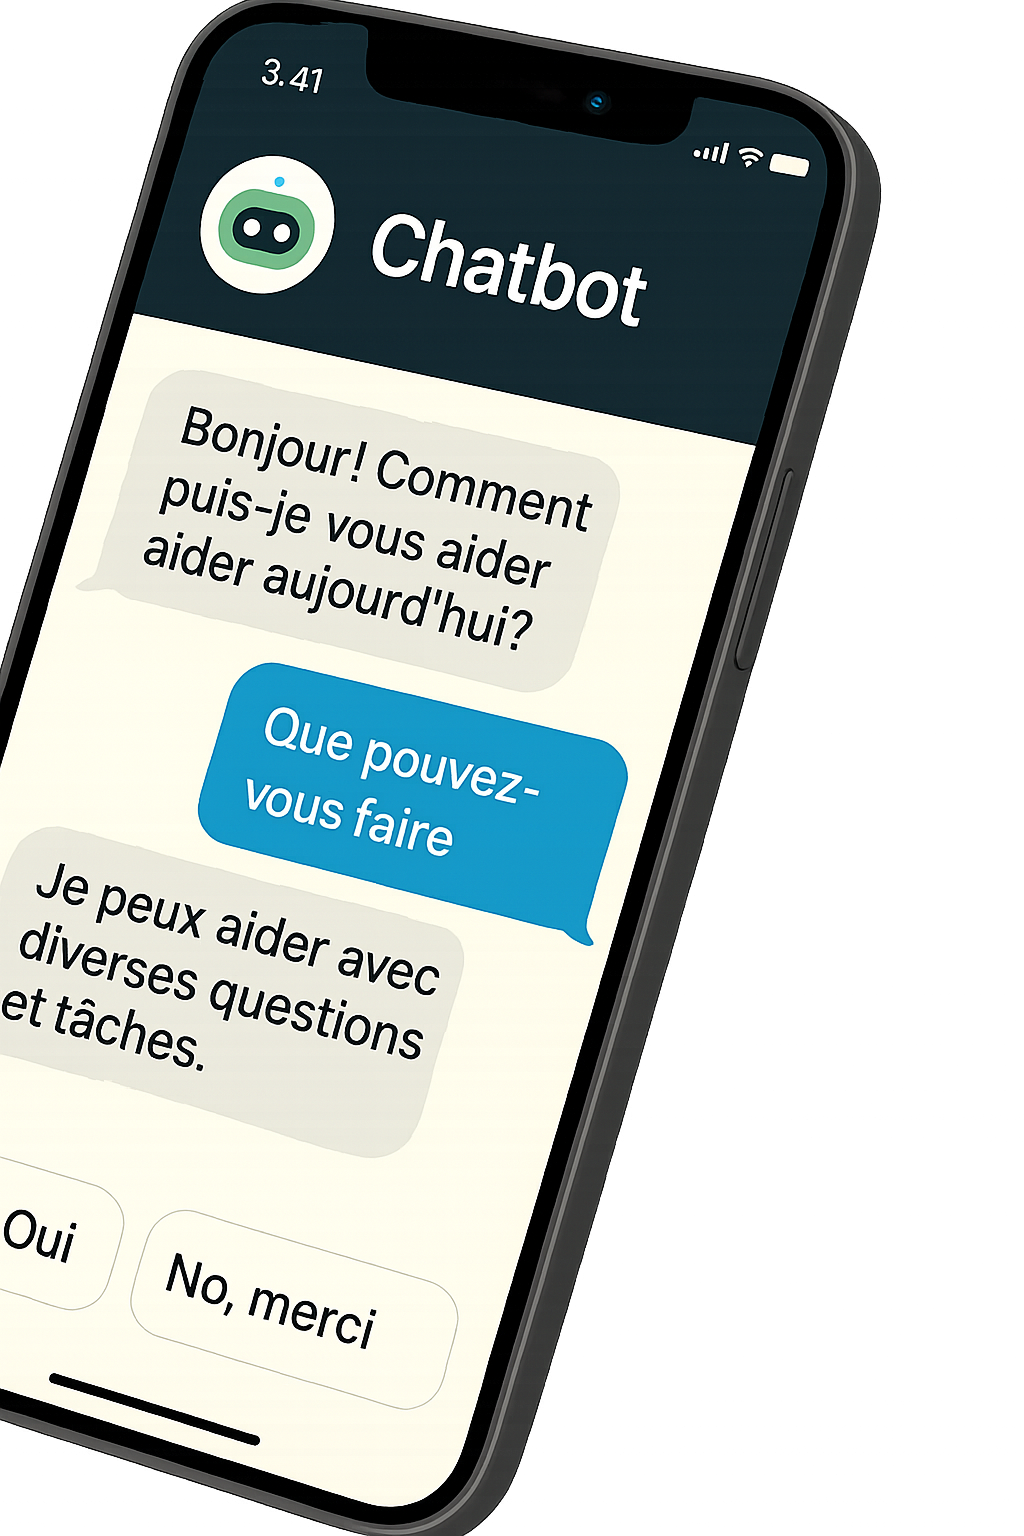 3.41
Chatbot
Bonjour! Comment
puis-je vous aider
aider aujourd'hui?
Que pouvez-
vous faire
Je peux aider avec
diverses questions
et tâches.
Oui
No, merci